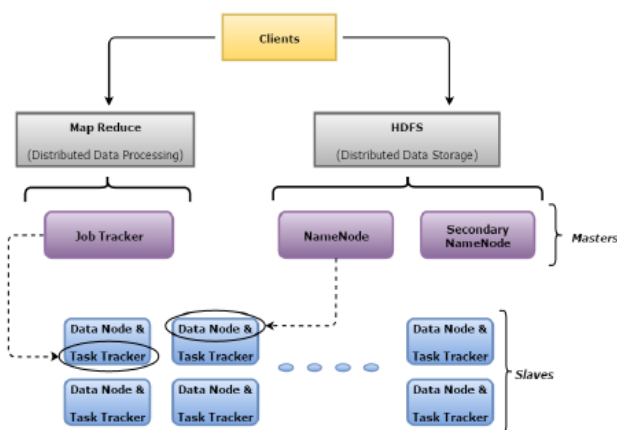 Clients
Map Reduce
(Distributed Data Processing)
HDFS
(Distributed Data Storage)
Job Tracker
NameNode
Secondary
NameNode
Masters
Data Node &
Task Tracker
Data Node &
Task Tracker
Data Node &
Task Tracker
Slaves
Data Node &
Task Tracker
Data Node &
Task Tracker
Data Node &
Task Tracker